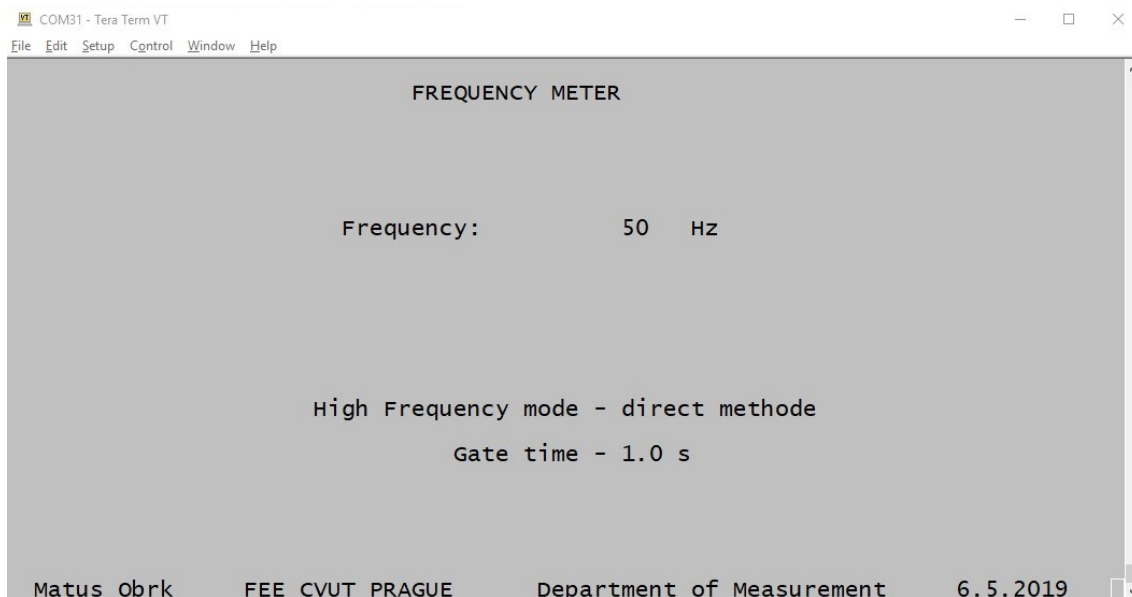 COM31 - Tera Term VT
File Edit Setup Control Window Help
FREQUENCY METER
Frequency: 50 Hz
High Frequency mode - direct methode
Gate time - 1.0 s
Matus Obrk FEE CVUT PRAGUE Department of Measurement 6.5.2019